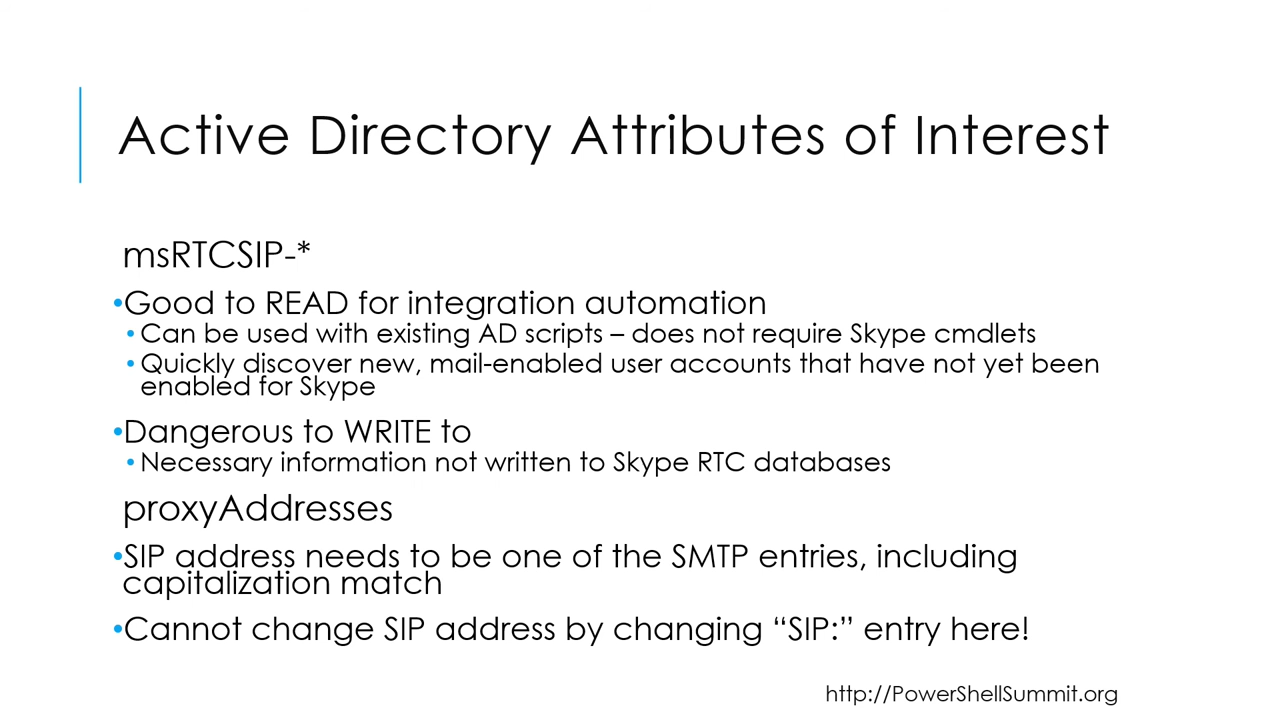 Active Directory Attributes of Interest
msRTCSIP-*
•Good to READ for integration automation
•Can be used with existing AD scripts – does not require Skype cmdlets
•Quickly discover new, mail-enabled user accounts that have not yet been
enabled for Skype
•Dangerous to WRITE to
•Necessary information not written to Skype RTC databases
proxyAddresses
•SIP address needs to be one of the SMTP entries, including
capitalization match
•Cannot change SIP address by changing “SIP:” entry here!
http://PowerShellSummit.org